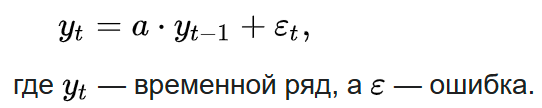 yₜ = a · yₜ₋₁ + εₜ,
где yₜ — временной ряд, а ε — ошибка.